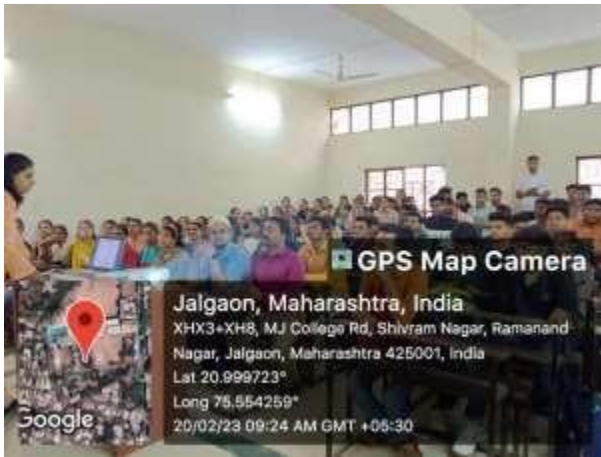 GPS Map Camera
Jalgaon, Maharashtra, India
XHX3+XH8, MJ College Rd, Shivram Nagar, Ramanand
Nagar, Jalgaon, Maharashtra 425001, India
Lat 20.999723°
Long 75.554259°
20/02/23 09:24 AM GMT +05:30
Google